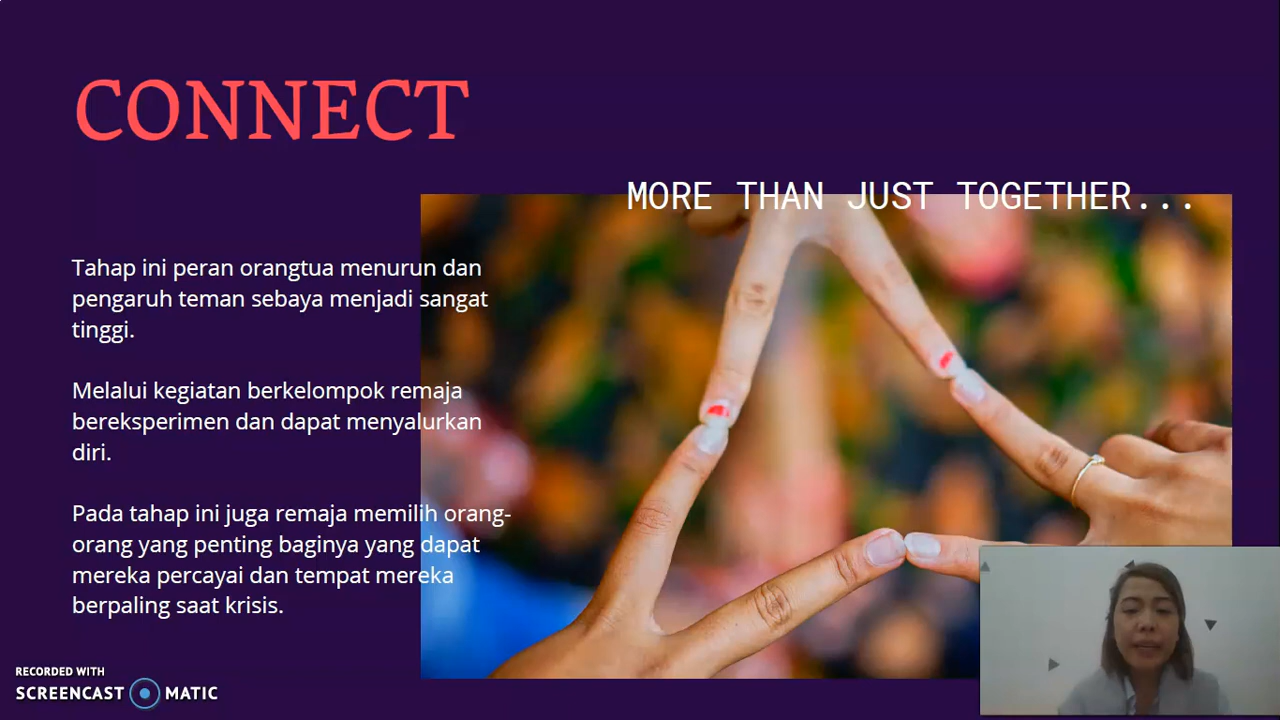 CONNECT
MORE THAN JUST TOGETHER...
Tahap ini peran orangtua menurun dan
pengaruh teman sebaya menjadi sangat
tinggi.
Melalui kegiatan berkelompok remaja
bereksperimen dan dapat menyalurkan
diri.
Pada tahap ini juga remaja memilih orang-
orang yang penting baginya yang dapat
mereka percayai dan tempat mereka
berpaling saat krisis.
RECORDED WITH
SCREENCAST MATIC